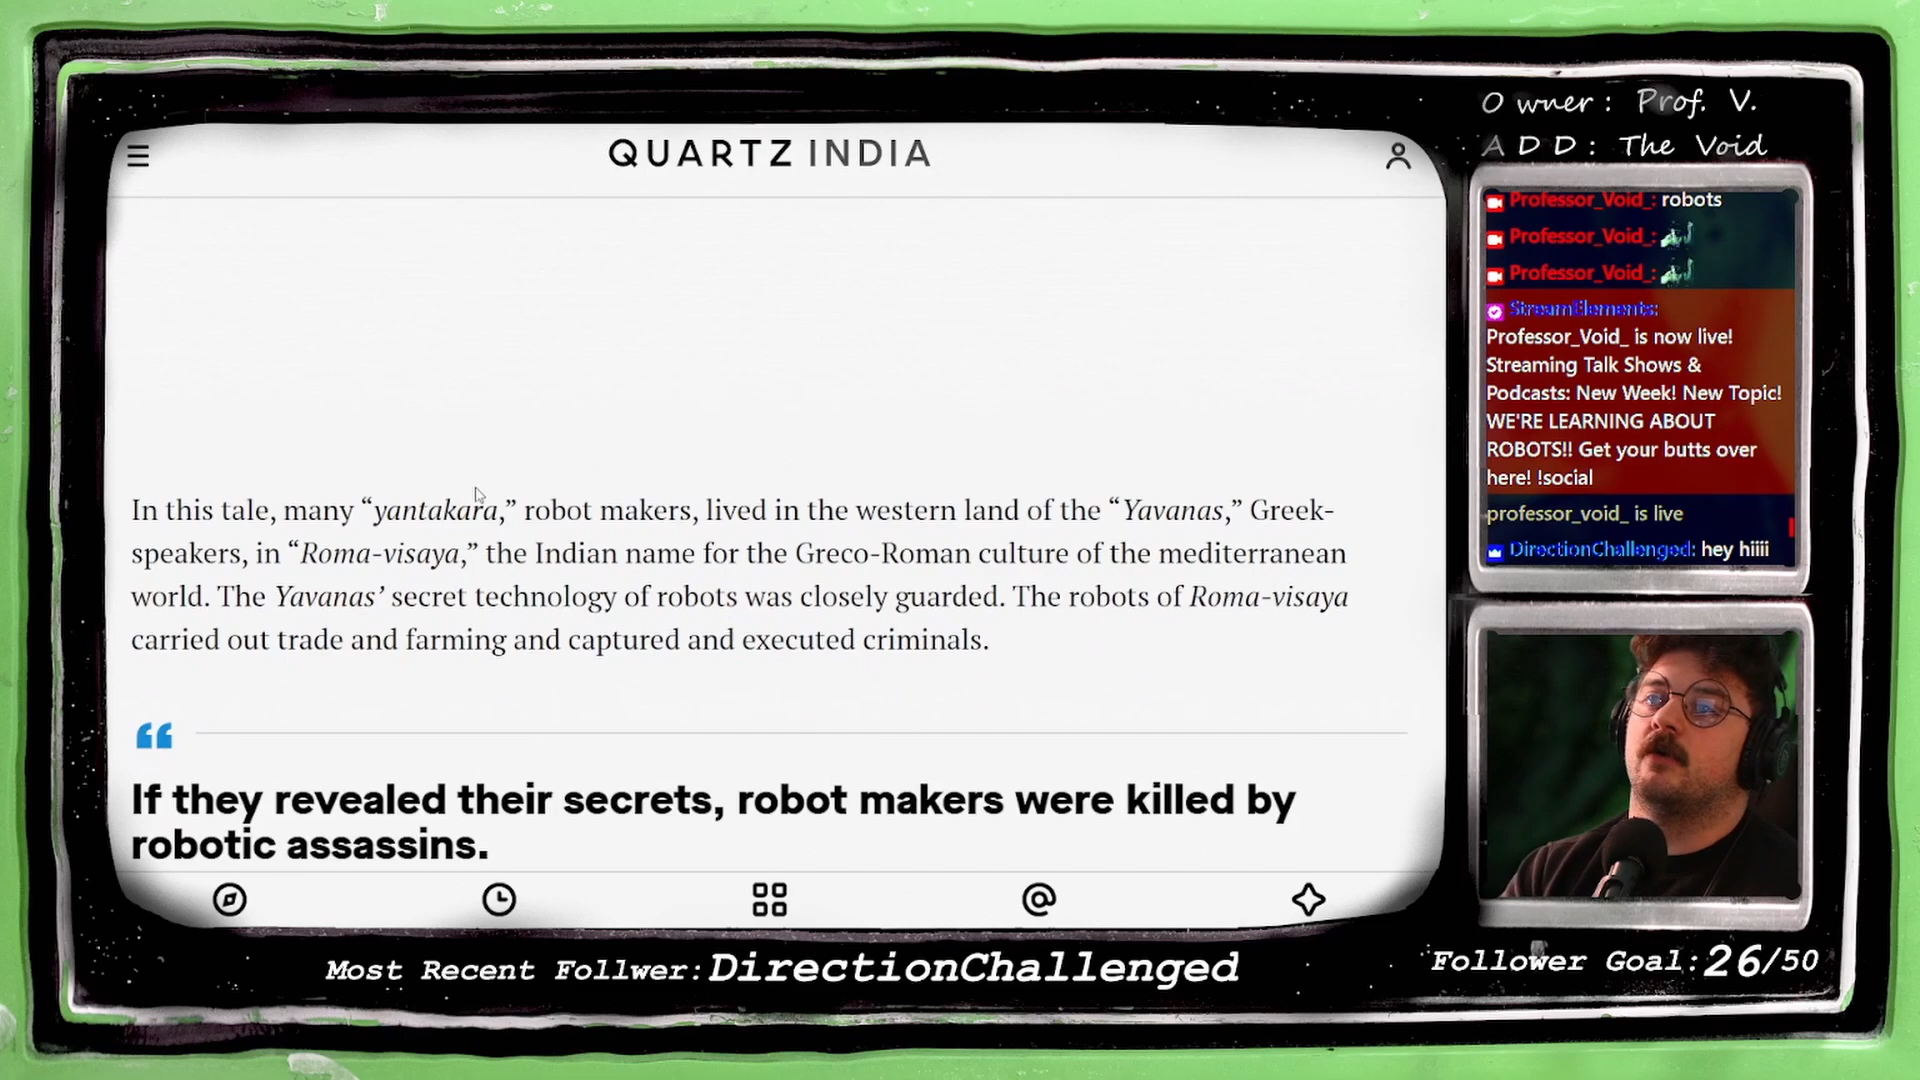 Owner: Prof. V.
ADD: The Void
QUARTZ INDIA
In this tale, many “yantakara,” robot makers, lived in the western land of the “Yavanas,” Greek-
speakers, in “Roma-visaya,” the Indian name for the Greco-Roman culture of the mediterranean
world. The Yavanas’ secret technology of robots was closely guarded. The robots of Roma-visaya
carried out trade and farming and captured and executed criminals.
“
If they revealed their secrets, robot makers were killed by
robotic assassins.
Professor_Void_: robots
Professor_Void_:
Professor_Void_:
StreamElements:
Professor_Void_ is now live!
Streaming Talk Shows &
Podcasts: New Week! New Topic!
WE'RE LEARNING ABOUT
ROBOTS!! Get your butts over
here! !social
professor_void_ is live
DirectionChallenged: hey hiiii
Most Recent Follwer: DirectionChallenged
Follower Goal: 26/50